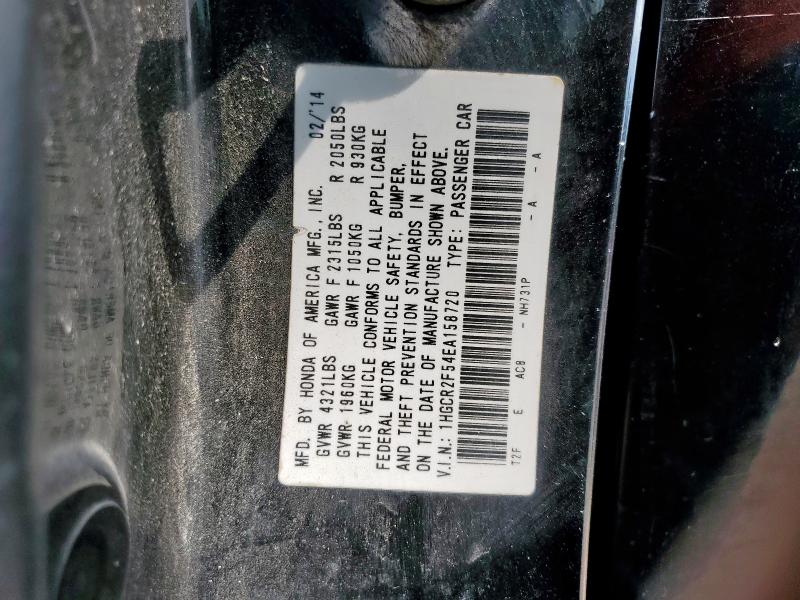 MFD. BY HONDA OF AMERICA MFG., INC. 02/'14
GVWR 4321LBS GAWR F 2315LBS R 2050LBS
GVWR 1960KG GAWR F 1050KG R 930KG
THIS VEHICLE CONFORMS TO ALL APPLICABLE
FEDERAL MOTOR VEHICLE SAFETY, BUMPER,
AND THEFT PREVENTION STANDARDS IN EFFECT
ON THE DATE OF MANUFACTURE SHOWN ABOVE.
V.I.N.: 1HGCR2F54EA158720 TYPE: PASSENGER CAR
T2F E AC8 - NH731P - A - A